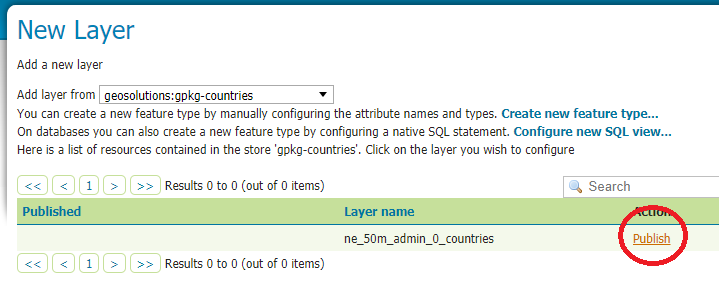 New Layer
Add a new layer
Add layer from geosolutions:gpkg-countries
You can create a new feature type by manually configuring the attribute names and types. Create new feature type...
On databases you can also create a new feature type by configuring a native SQL statement. Configure new SQL view...
Here is a list of resources contained in the store 'gpkg-countries'. Click on the layer you wish to configure
<< < 1 > >> Results 0 to 0 (out of 0 items) Search
Published Layer name Action
ne_50m_admin_0_countries Publish
<< < 1 > >> Results 0 to 0 (out of 0 items)